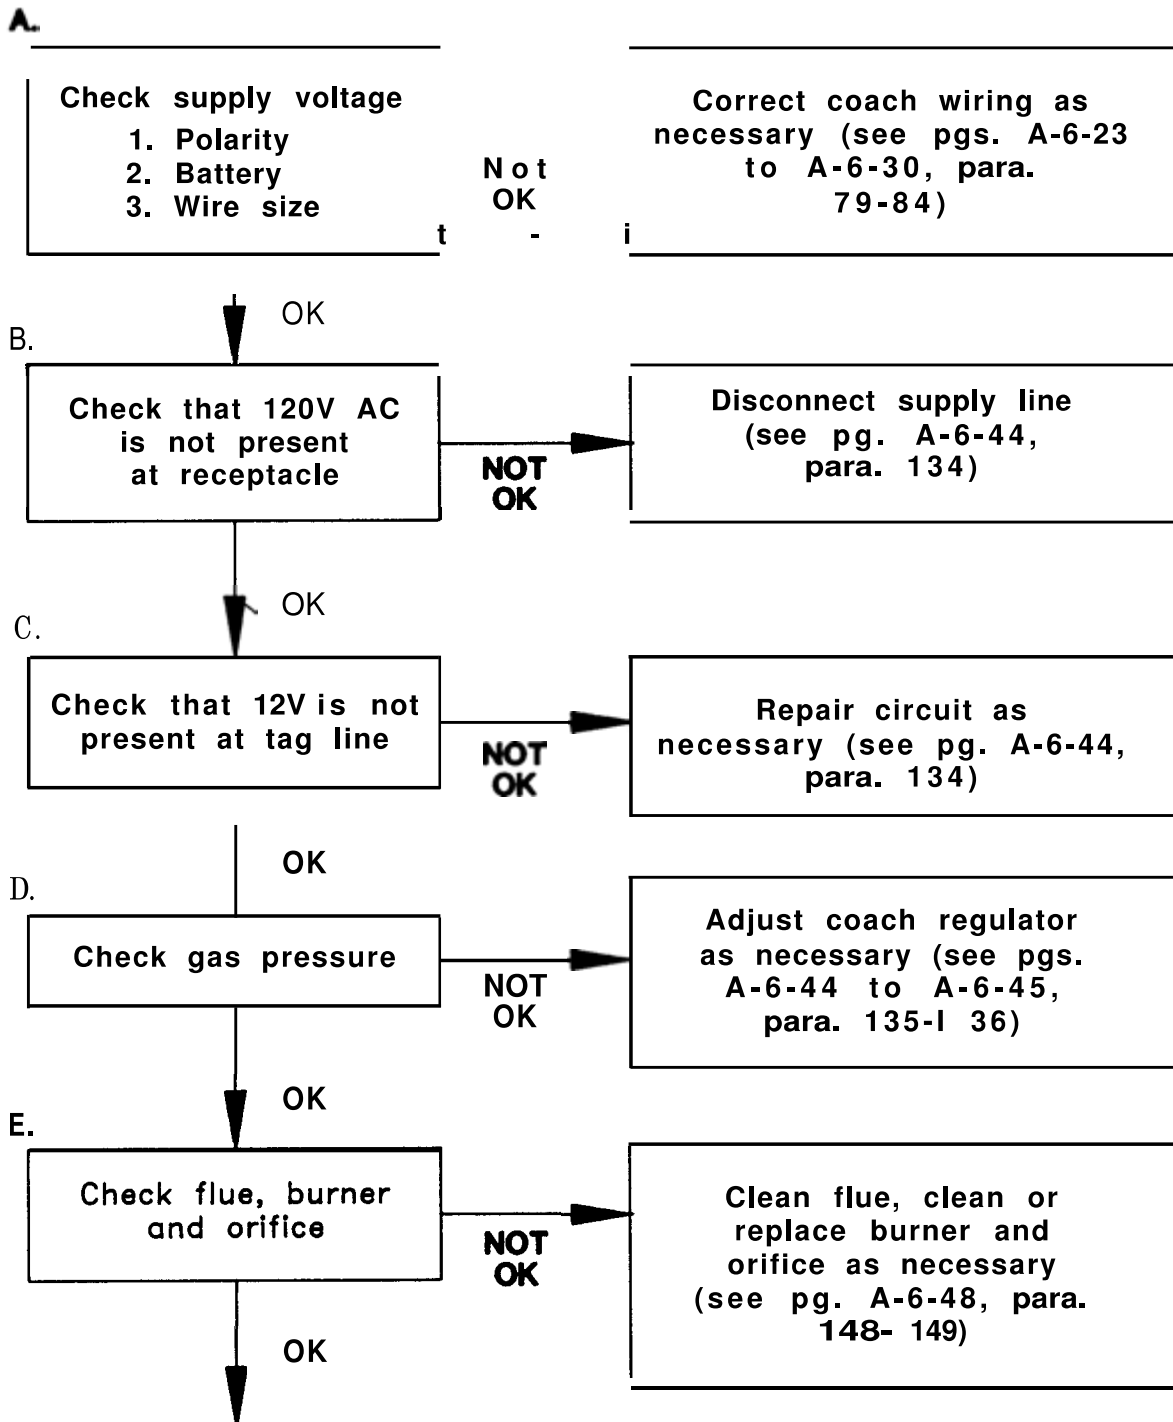 A.
Check supply voltage
1. Polarity
2. Battery
3. Wire size
Not
OK
t - i
Correct coach wiring as
necessary (see pgs. A-6-23
to A-6-30, para.
79-84)
OK
B.
Check that 120V AC
is not present
at receptacle
NOT
OK
Disconnect supply line
(see pg. A-6-44,
para. 134)
OK
C.
Check that 12V is not
present at tag line
NOT
OK
Repair circuit as
necessary (see pg. A-6-44,
para. 134)
OK
D.
Check gas pressure
NOT
OK
Adjust coach regulator
as necessary (see pgs.
A-6-44 to A-6-45,
para. 135-I 36)
OK
E.
Check flue, burner
and orifice
NOT
OK
Clean flue, clean or
replace burner and
orifice as necessary
(see pg. A-6-48, para.
148- 149)
OK